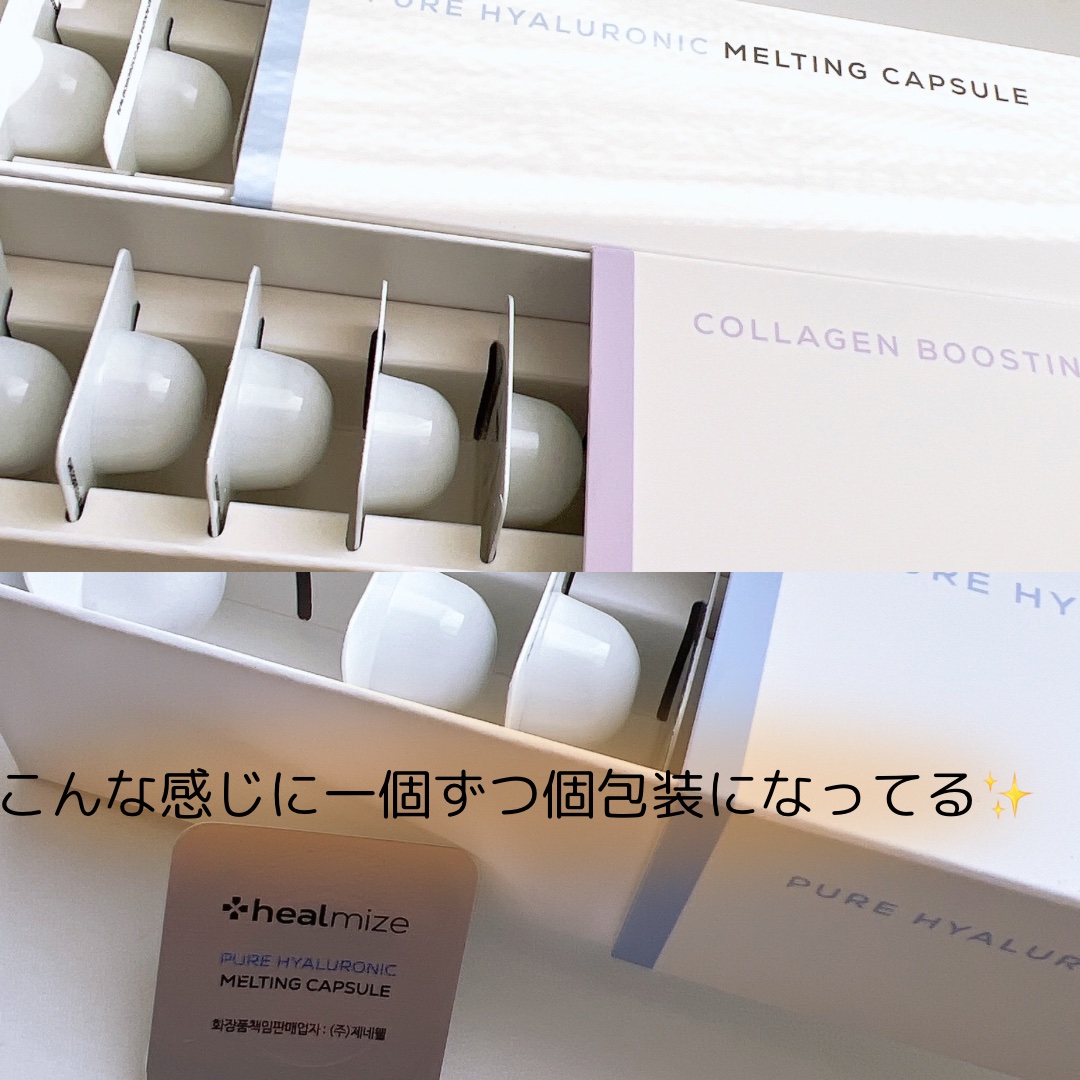 PURE HYALURONIC MELTING CAPSULE
COLLAGEN BOOSTIN
URE HY
こんな感じに一個ずつ個包装になってる✨
PURE HYALUR
healmize
PURE HYALURONIC
MELTING CAPSULE
화장품책임판매업자 : (주)제네웰